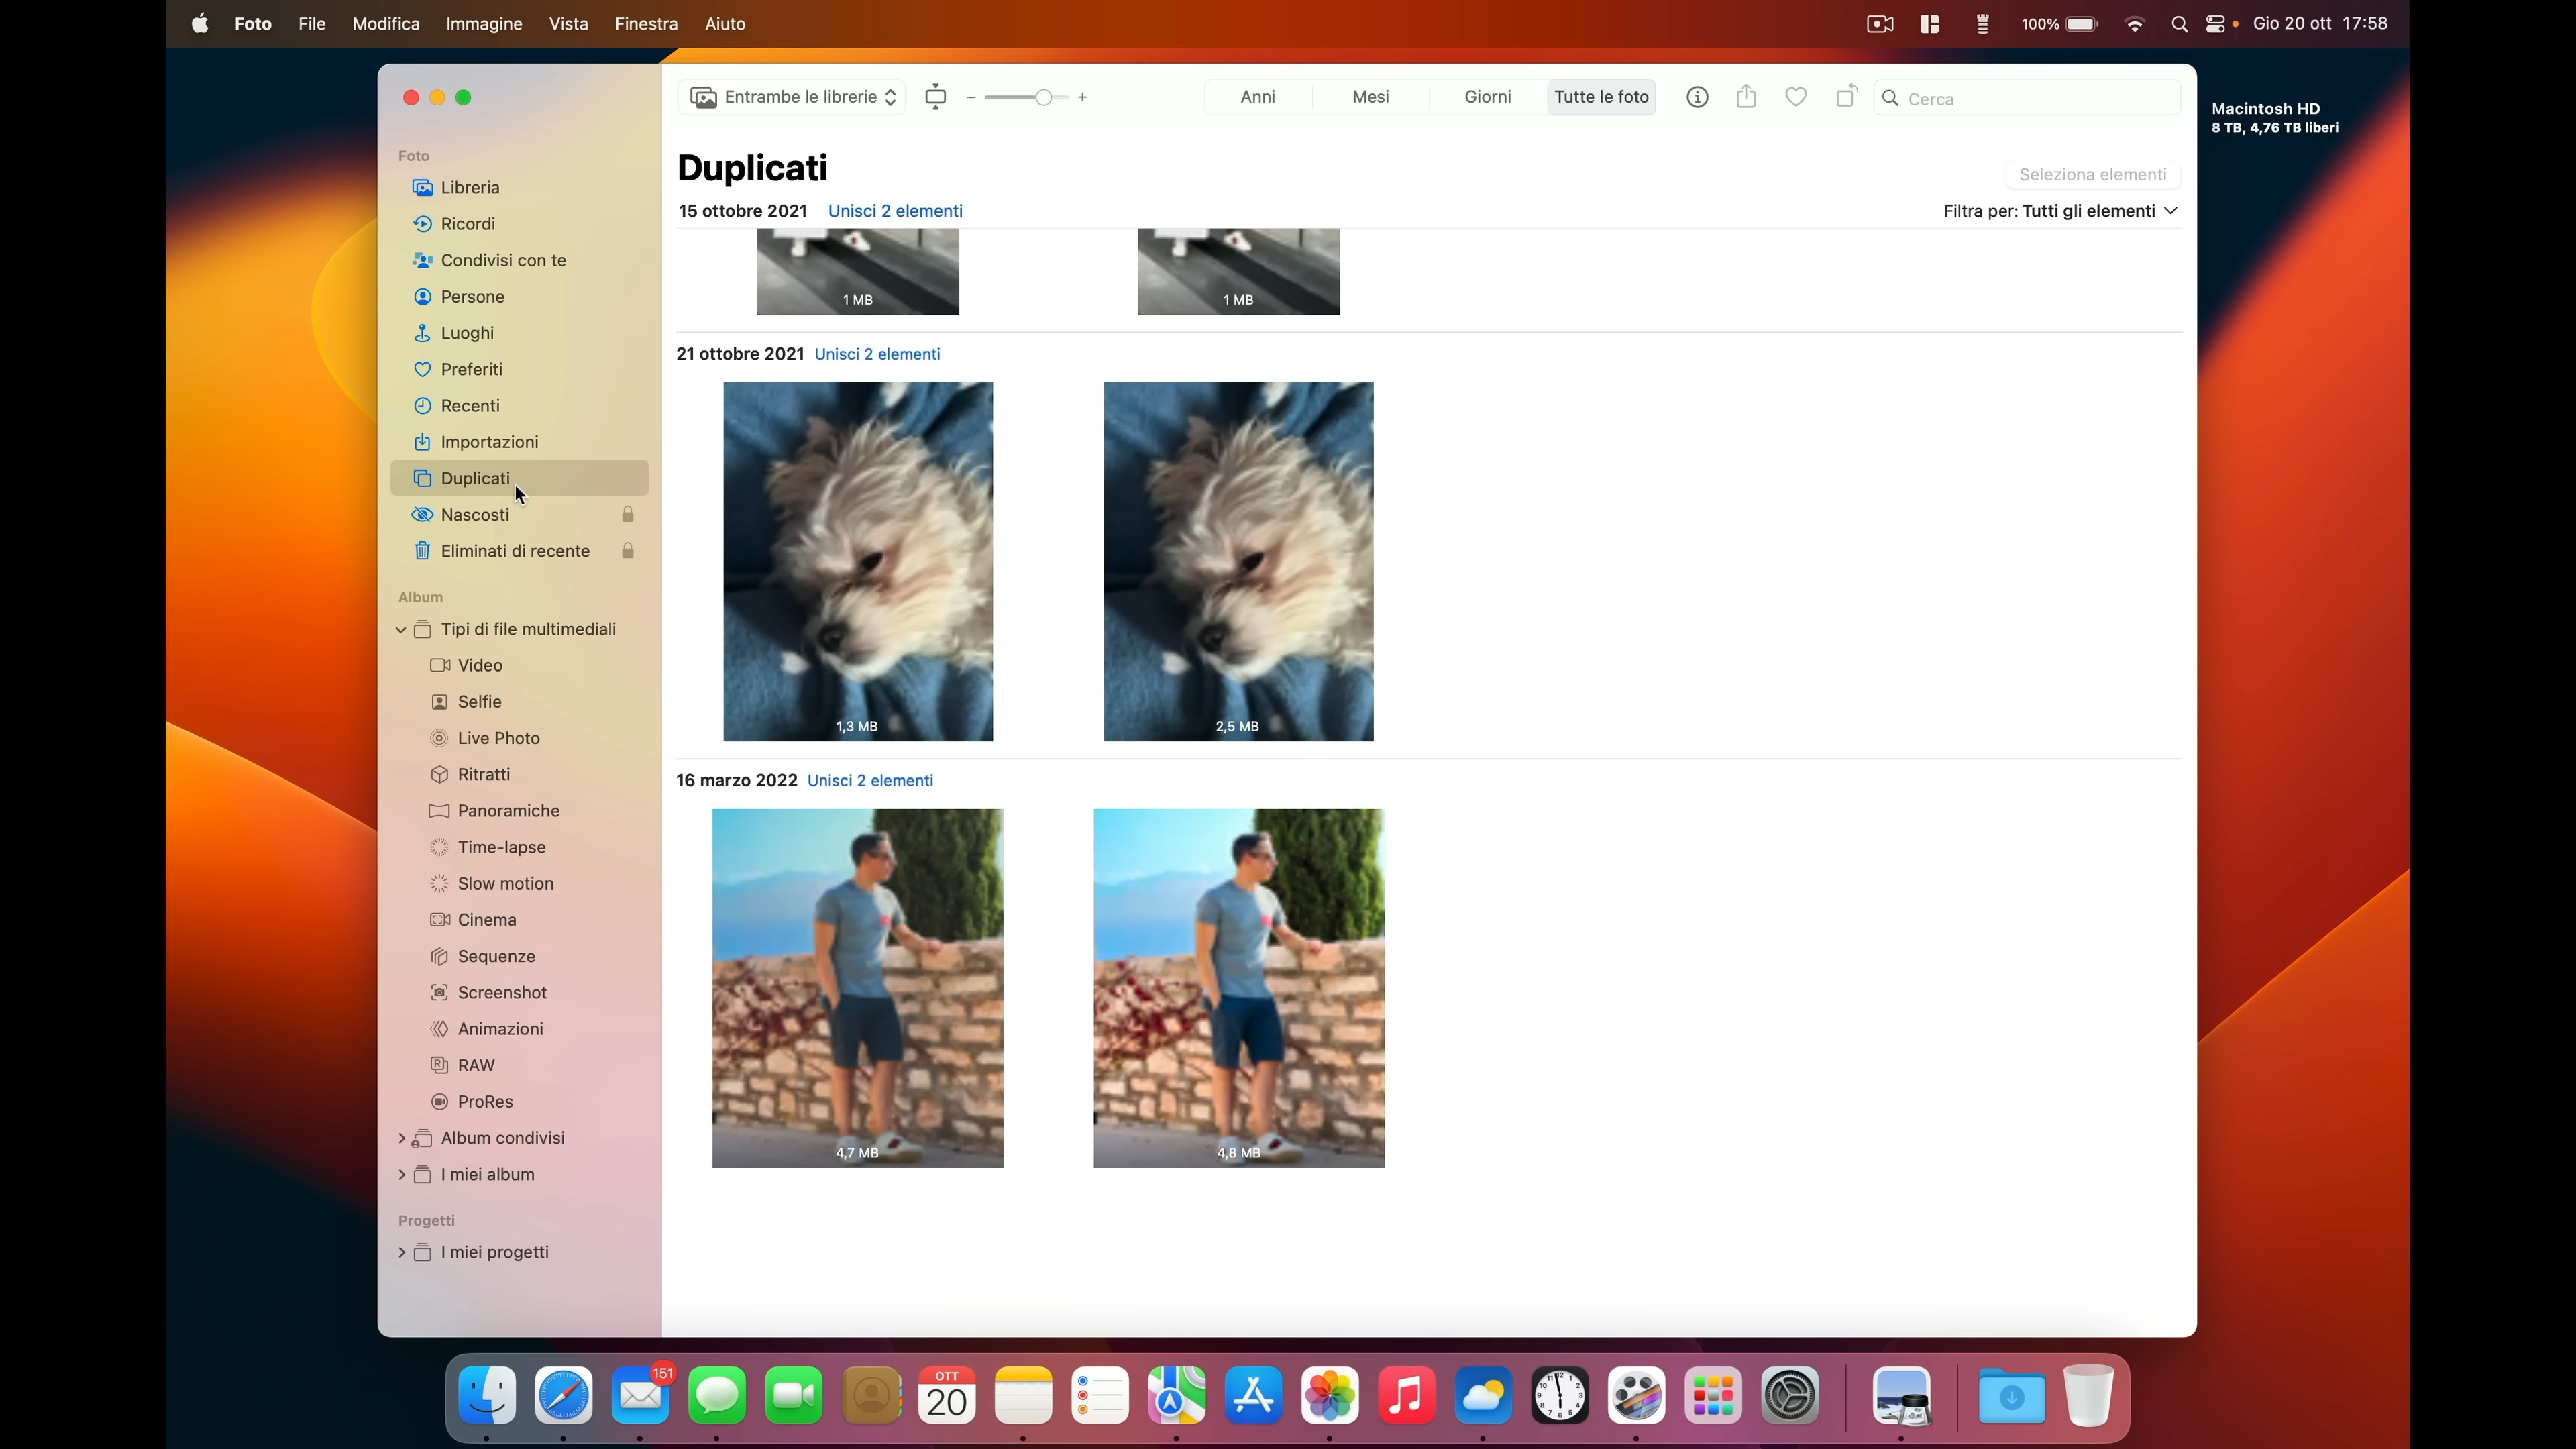 Foto File Modifica Immagine Vista Finestra Aiuto
100% Gio 20 ott 17:58
Macintosh HD
8 TB, 4,76 TB liberi
Foto
Libreria
Ricordi
Condivisi con te
Persone
Luoghi
Preferiti
Recenti
Importazioni
Duplicati
Nascosti
Eliminati di recente
Album
Tipi di file multimediali
Video
Selfie
Live Photo
Ritratti
Panoramiche
Time-lapse
Slow motion
Cinema
Sequenze
Screenshot
Animazioni
RAW
ProRes
Album condivisi
I miei album
Progetti
I miei progetti
Entrambe le librerie − + Anni Mesi Giorni Tutte le foto Cerca
Duplicati
Seleziona elementi
15 ottobre 2021 Unisci 2 elementi Filtra per: Tutti gli elementi
1 MB 1 MB
21 ottobre 2021 Unisci 2 elementi
1,3 MB 2,5 MB
16 marzo 2022 Unisci 2 elementi
4,7 MB 4,8 MB
151
OTT
20